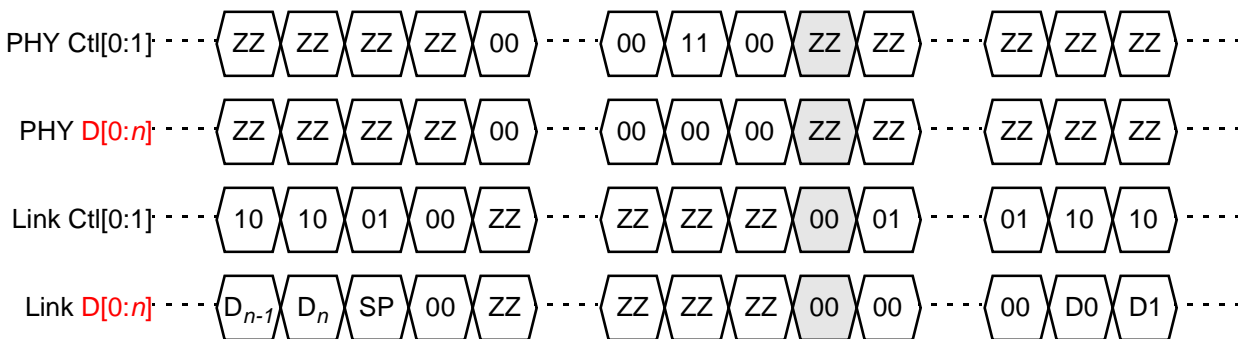 PHY Ctl[0:1] ZZ ZZ ZZ ZZ 00 00 11 00 ZZ ZZ ZZ ZZ ZZ
PHY D[0:n] ZZ ZZ ZZ ZZ 00 00 00 00 ZZ ZZ ZZ ZZ ZZ
Link Ctl[0:1] 10 10 01 00 ZZ ZZ ZZ ZZ 00 01 01 10 10
Link D[0:n] Dn-1 Dn SP 00 ZZ ZZ ZZ ZZ 00 00 00 D0 D1